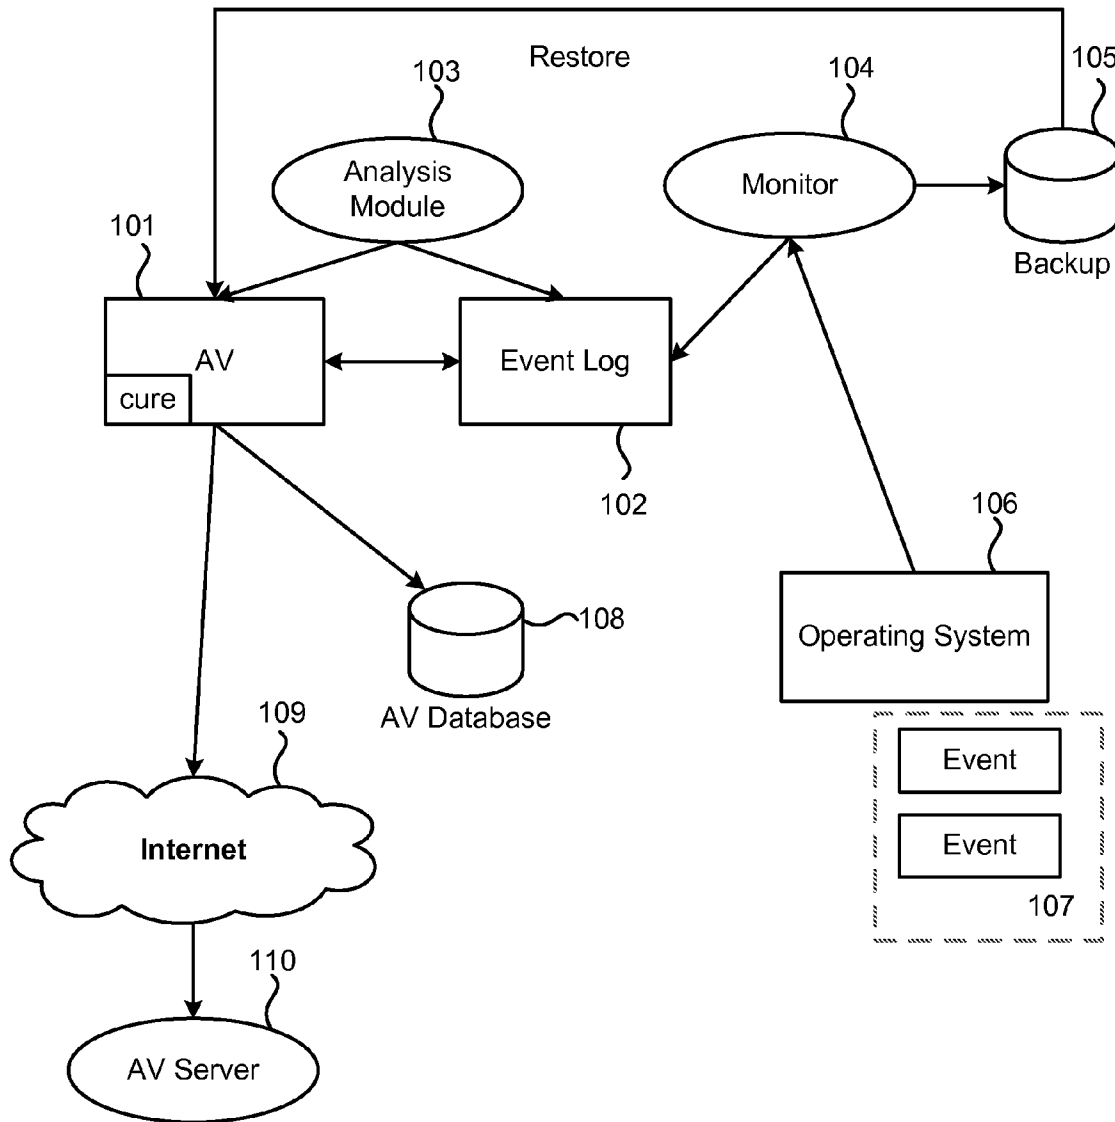 Restore
103
104
105
Analysis
Module
Monitor
101
Backup
AV
Event Log
cure
102
106
108
Operating System
AV Database
109
Event
Internet
Event
107
110
AV Server